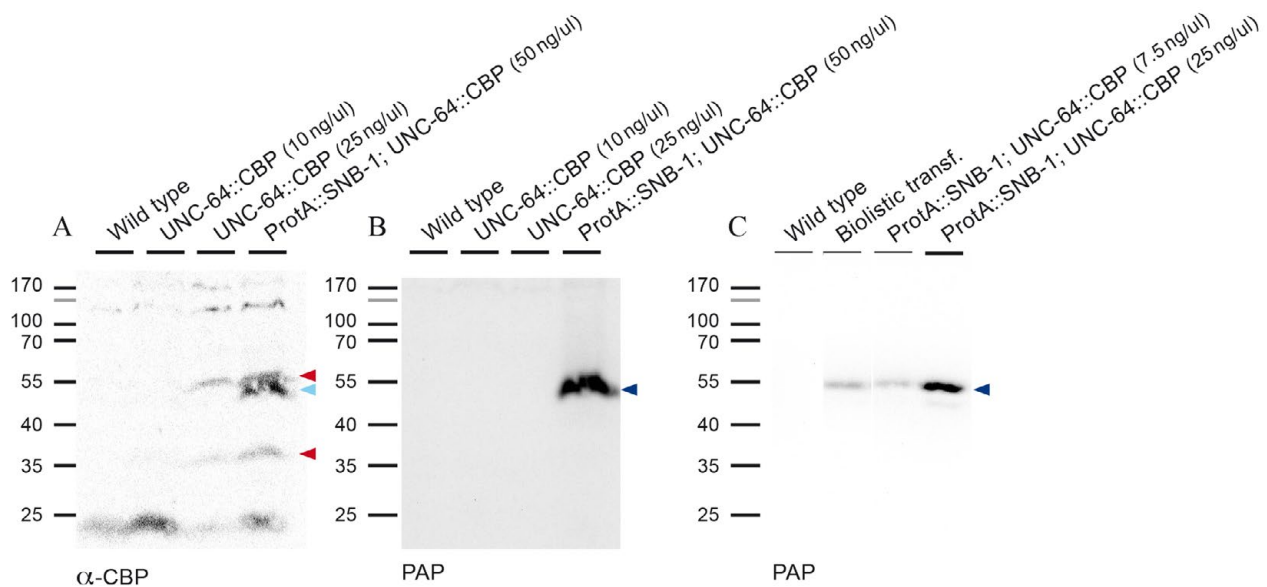 A
Wild type
UNC-64::CBP (10 ng/ul)
UNC-64::CBP (25 ng/ul)
ProtA::SNB-1; UNC-64::CBP (50 ng/ul)
170
100
70
55
40
35
25
α-CBP
B
Wild type
UNC-64::CBP (10 ng/ul)
UNC-64::CBP (25 ng/ul)
ProtA::SNB-1; UNC-64::CBP (50 ng/ul)
170
100
70
55
40
35
25
PAP
C
Wild type
Biolistic transf.
ProtA::SNB-1; UNC-64::CBP (7.5 ng/ul)
ProtA::SNB-1; UNC-64::CBP (25 ng/ul)
170
100
70
55
40
35
25
PAP